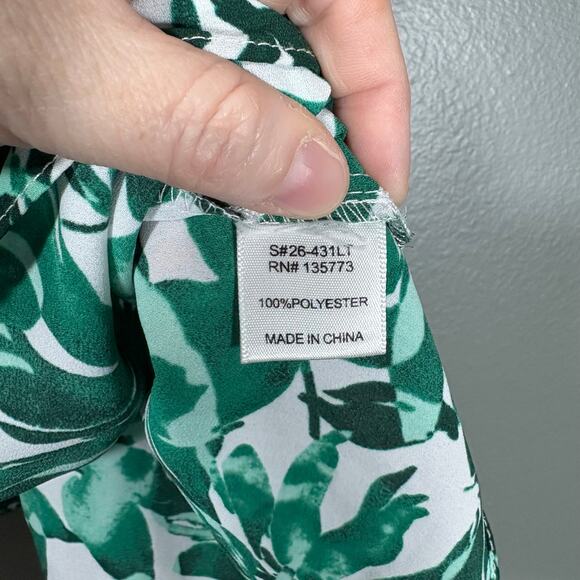 S#26-431LT
RN# 135773
100%POLYESTER
MADE IN CHINA